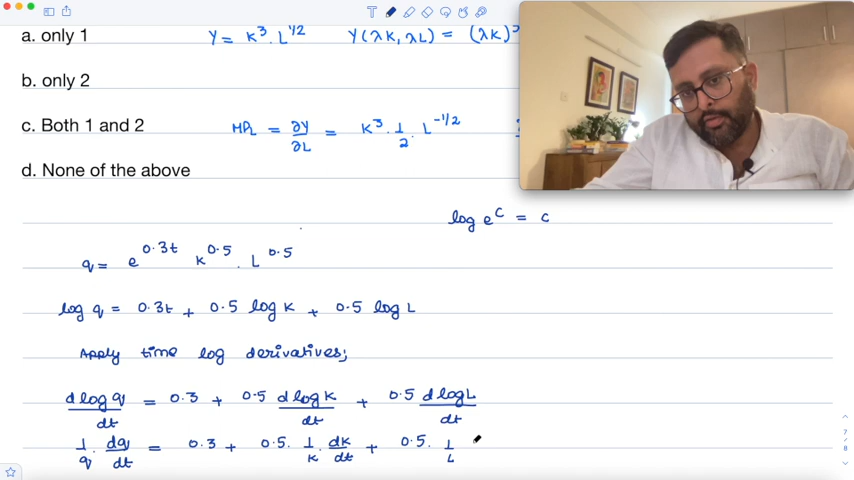 a. only 1 Y = K³ · L^1/2 Y(λK, λL) = (λK)³
b. only 2
c. Both 1 and 2 MPL = ∂Y/∂L = K³ · 1/2 · L^-1/2
d. None of the above
log e^c = c
q = e^0.3t K^0.5 · L^0.5
log q = 0.3t + 0.5 log K + 0.5 log L
Apply time log derivatives;
d log q/dt = 0.3 + 0.5 d log K/dt + 0.5 d log L/dt
1/q · dq/dt = 0.3 + 0.5 · 1/K · dK/dt + 0.5 · 1/L
7
8